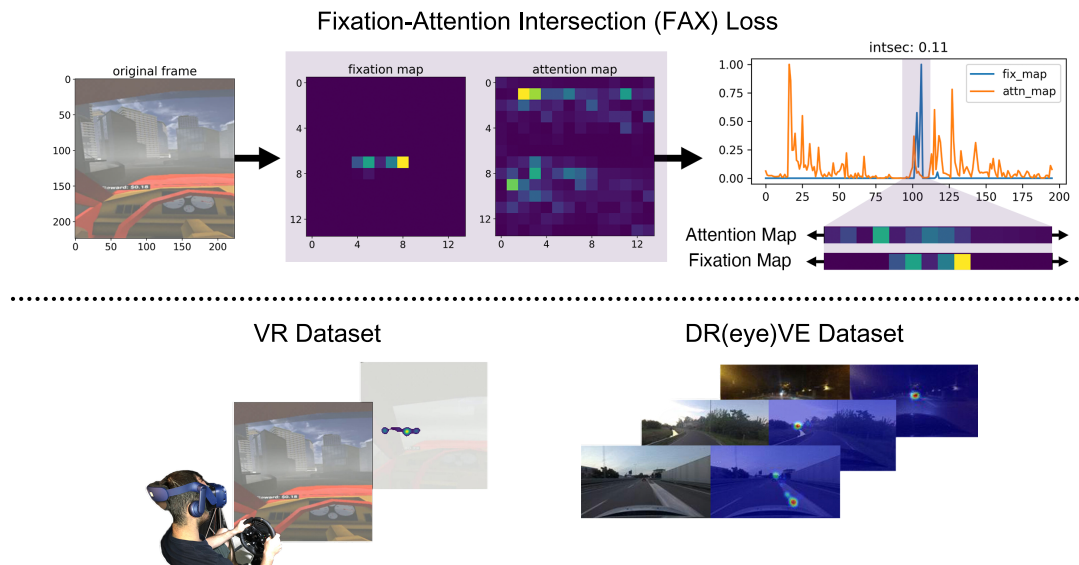 Fixation-Attention Intersection (FAX) Loss
original frame
0
50
100
150
200
0 50 100 150 200
fixation map
0
4
8
12
0 4 8 12
attention map
0
4
8
12
0 4 8 12
intsec: 0.11
fix_map
attn_map
1.00
0.75
0.50
0.25
0.00
0 25 50 75 100 125 150 175 200
Attention Map
Fixation Map
VR Dataset
DR(eye)VE Dataset